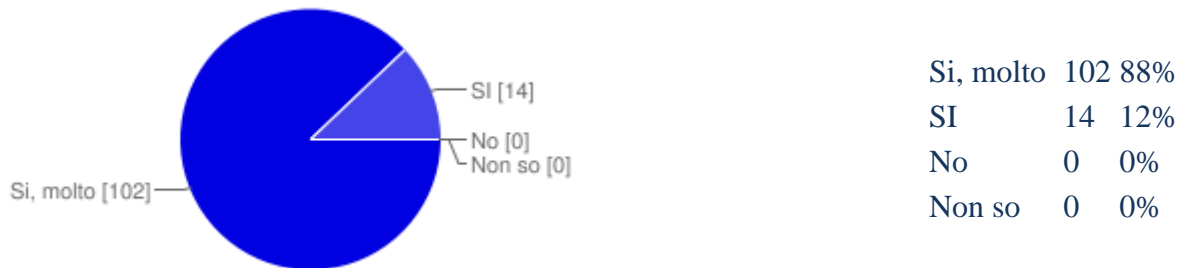 SI [14]
No [0]
Non so [0]
Si, molto [102]
Si, molto 102 88%
SI 14 12%
No 0 0%
Non so 0 0%